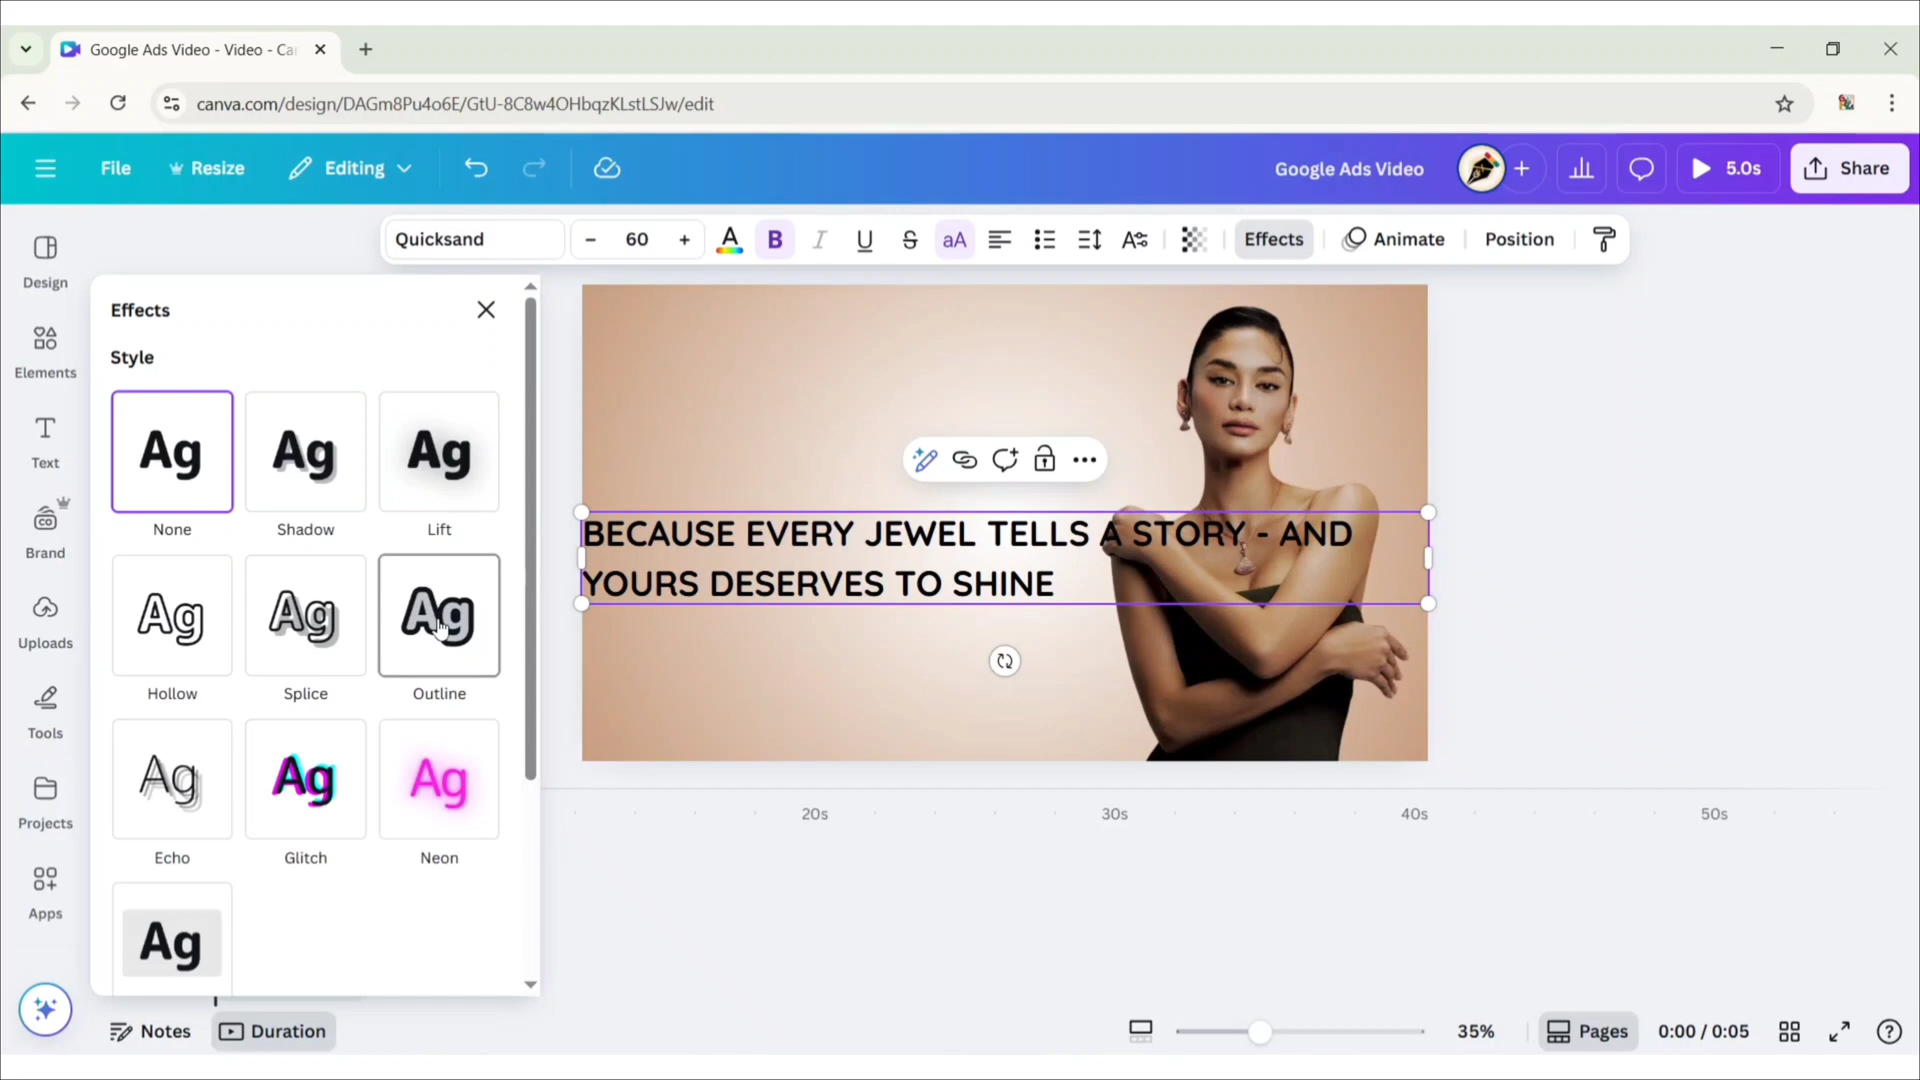 Google Ads Video - Video - Ca
canva.com/design/DAGm8Pu4o6E/GtU-8C8w4OHbqzKLstLSJw/edit
File Resize Editing Google Ads Video 5.0s Share
Quicksand – 60 + A B I U S aA Effects Animate Position
Design
Elements
Text
Brand
Uploads
Tools
Projects
Apps
Effects
Style
Ag Ag Ag
None Shadow Lift
Ag Ag Ag
Hollow Splice Outline
Ag Ag Ag
Echo Glitch Neon
Ag
BECAUSE EVERY JEWEL TELLS A STORY - AND
YOURS DESERVES TO SHINE
20s 30s 40s 50s
Notes Duration 35% Pages 0:00 / 0:05